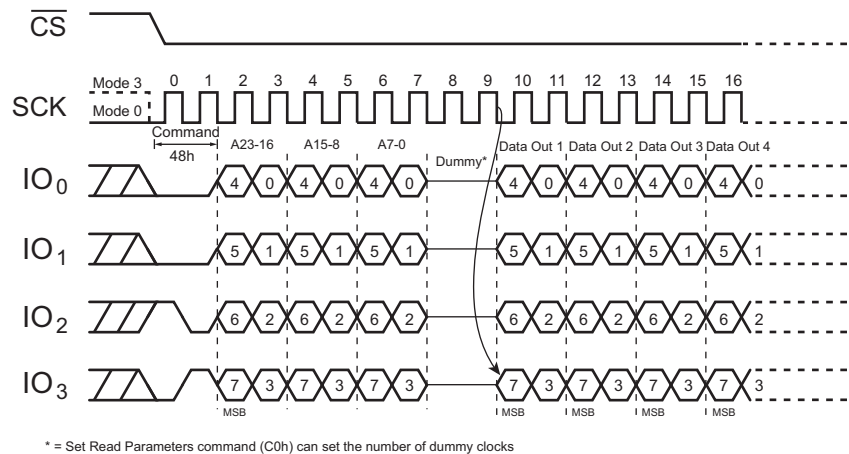 CS
Mode 3
Mode 0
SCK
0 1 2 3 4 5 6 7 8 9 10 11 12 13 14 15 16
Command
48h
A23-16 A15-8 A7-0 Dummy* Data Out 1 Data Out 2 Data Out 3 Data Out 4
IO0 4 0 4 0 4 0 4 0 4 0 4 0 4 0
IO1 5 1 5 1 5 1 5 1 5 1 5 1 5 1
IO2 6 2 6 2 6 2 6 2 6 2 6 2 6 2
IO3 7 3 7 3 7 3 7 3 7 3 7 3 7 3
MSB MSB MSB MSB MSB
* = Set Read Parameters command (C0h) can set the number of dummy clocks